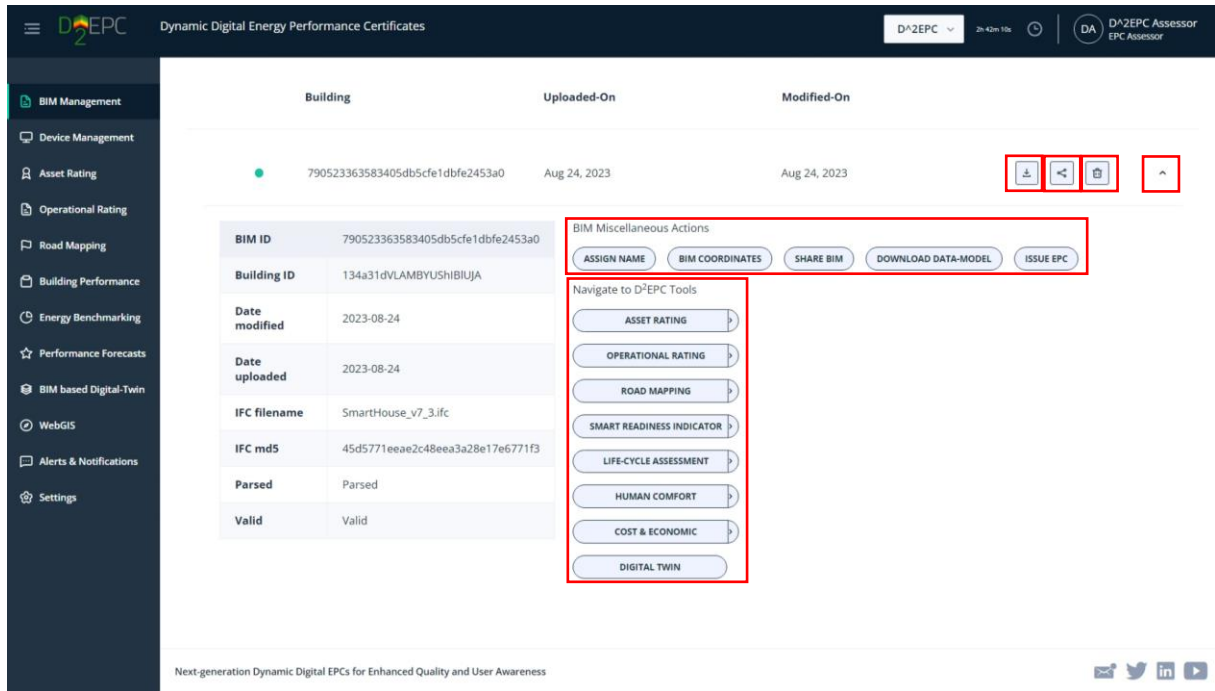 D2EPC
Dynamic Digital Energy Performance Certificates
D^2EPC
2h 42m 10s
DA
D^2EPC Assessor
EPC Assessor
BIM Management
Device Management
Asset Rating
Operational Rating
Road Mapping
Building Performance
Energy Benchmarking
Performance Forecasts
BIM based Digital-Twin
WebGIS
Alerts & Notifications
Settings
Building Uploaded-On Modified-On
790523363583405db5cfe1dbfe2453a0 Aug 24, 2023 Aug 24, 2023
BIM ID 790523363583405db5cfe1dbfe2453a0
Building ID 134a31dVLAMBYUShIBlUJA
Date modified 2023-08-24
Date uploaded 2023-08-24
IFC filename SmartHouse_v7_3.ifc
IFC md5 45d5771eeae2c48eea3a28e17e6771f3
Parsed Parsed
Valid Valid
BIM Miscellaneous Actions
ASSIGN NAME BIM COORDINATES SHARE BIM DOWNLOAD DATA-MODEL ISSUE EPC
Navigate to D²EPC Tools
ASSET RATING
OPERATIONAL RATING
ROAD MAPPING
SMART READINESS INDICATOR
LIFE-CYCLE ASSESSMENT
HUMAN COMFORT
COST & ECONOMIC
DIGITAL TWIN
Next-generation Dynamic Digital EPCs for Enhanced Quality and User Awareness
in